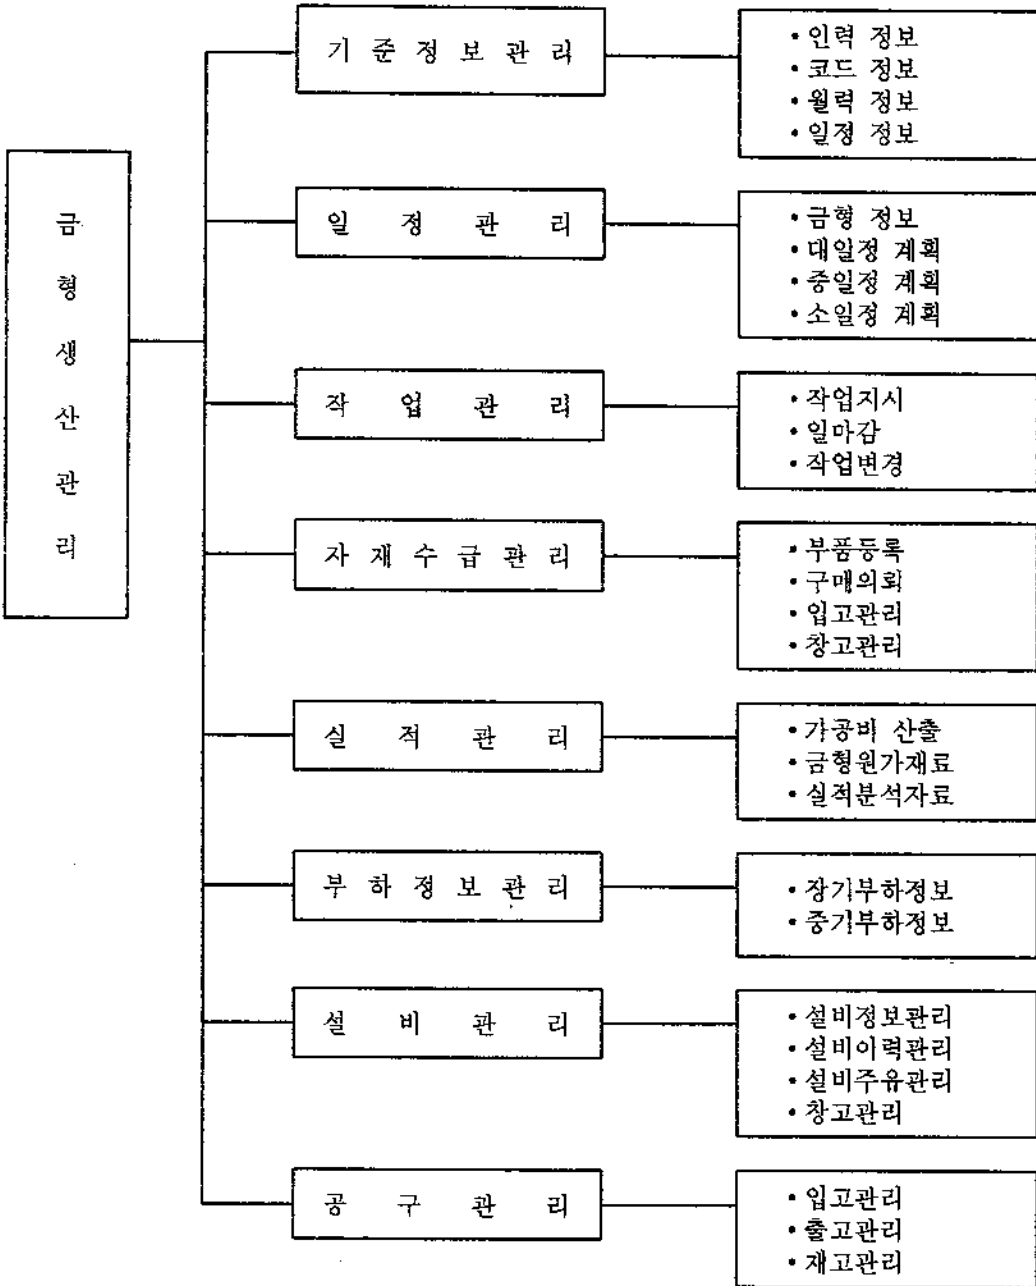 금형생산관리
기준정보관리
• 인력 정보
• 코드 정보
• 월력 정보
• 일정 정보
일정관리
• 금형 정보
• 대일정 계획
• 중일정 계획
• 소일정 계획
작업관리
• 작업지시
• 일마감
• 작업변경
자재수급관리
• 부품등록
• 구매의뢰
• 입고관리
• 창고관리
실적관리
• 가공비 산출
• 금형원가재료
• 실적분석자료
부하정보관리
• 장기부하정보
• 중기부하정보
설비관리
• 설비정보관리
• 설비이력관리
• 설비주유관리
• 창고관리
공구관리
• 입고관리
• 출고관리
• 재고관리